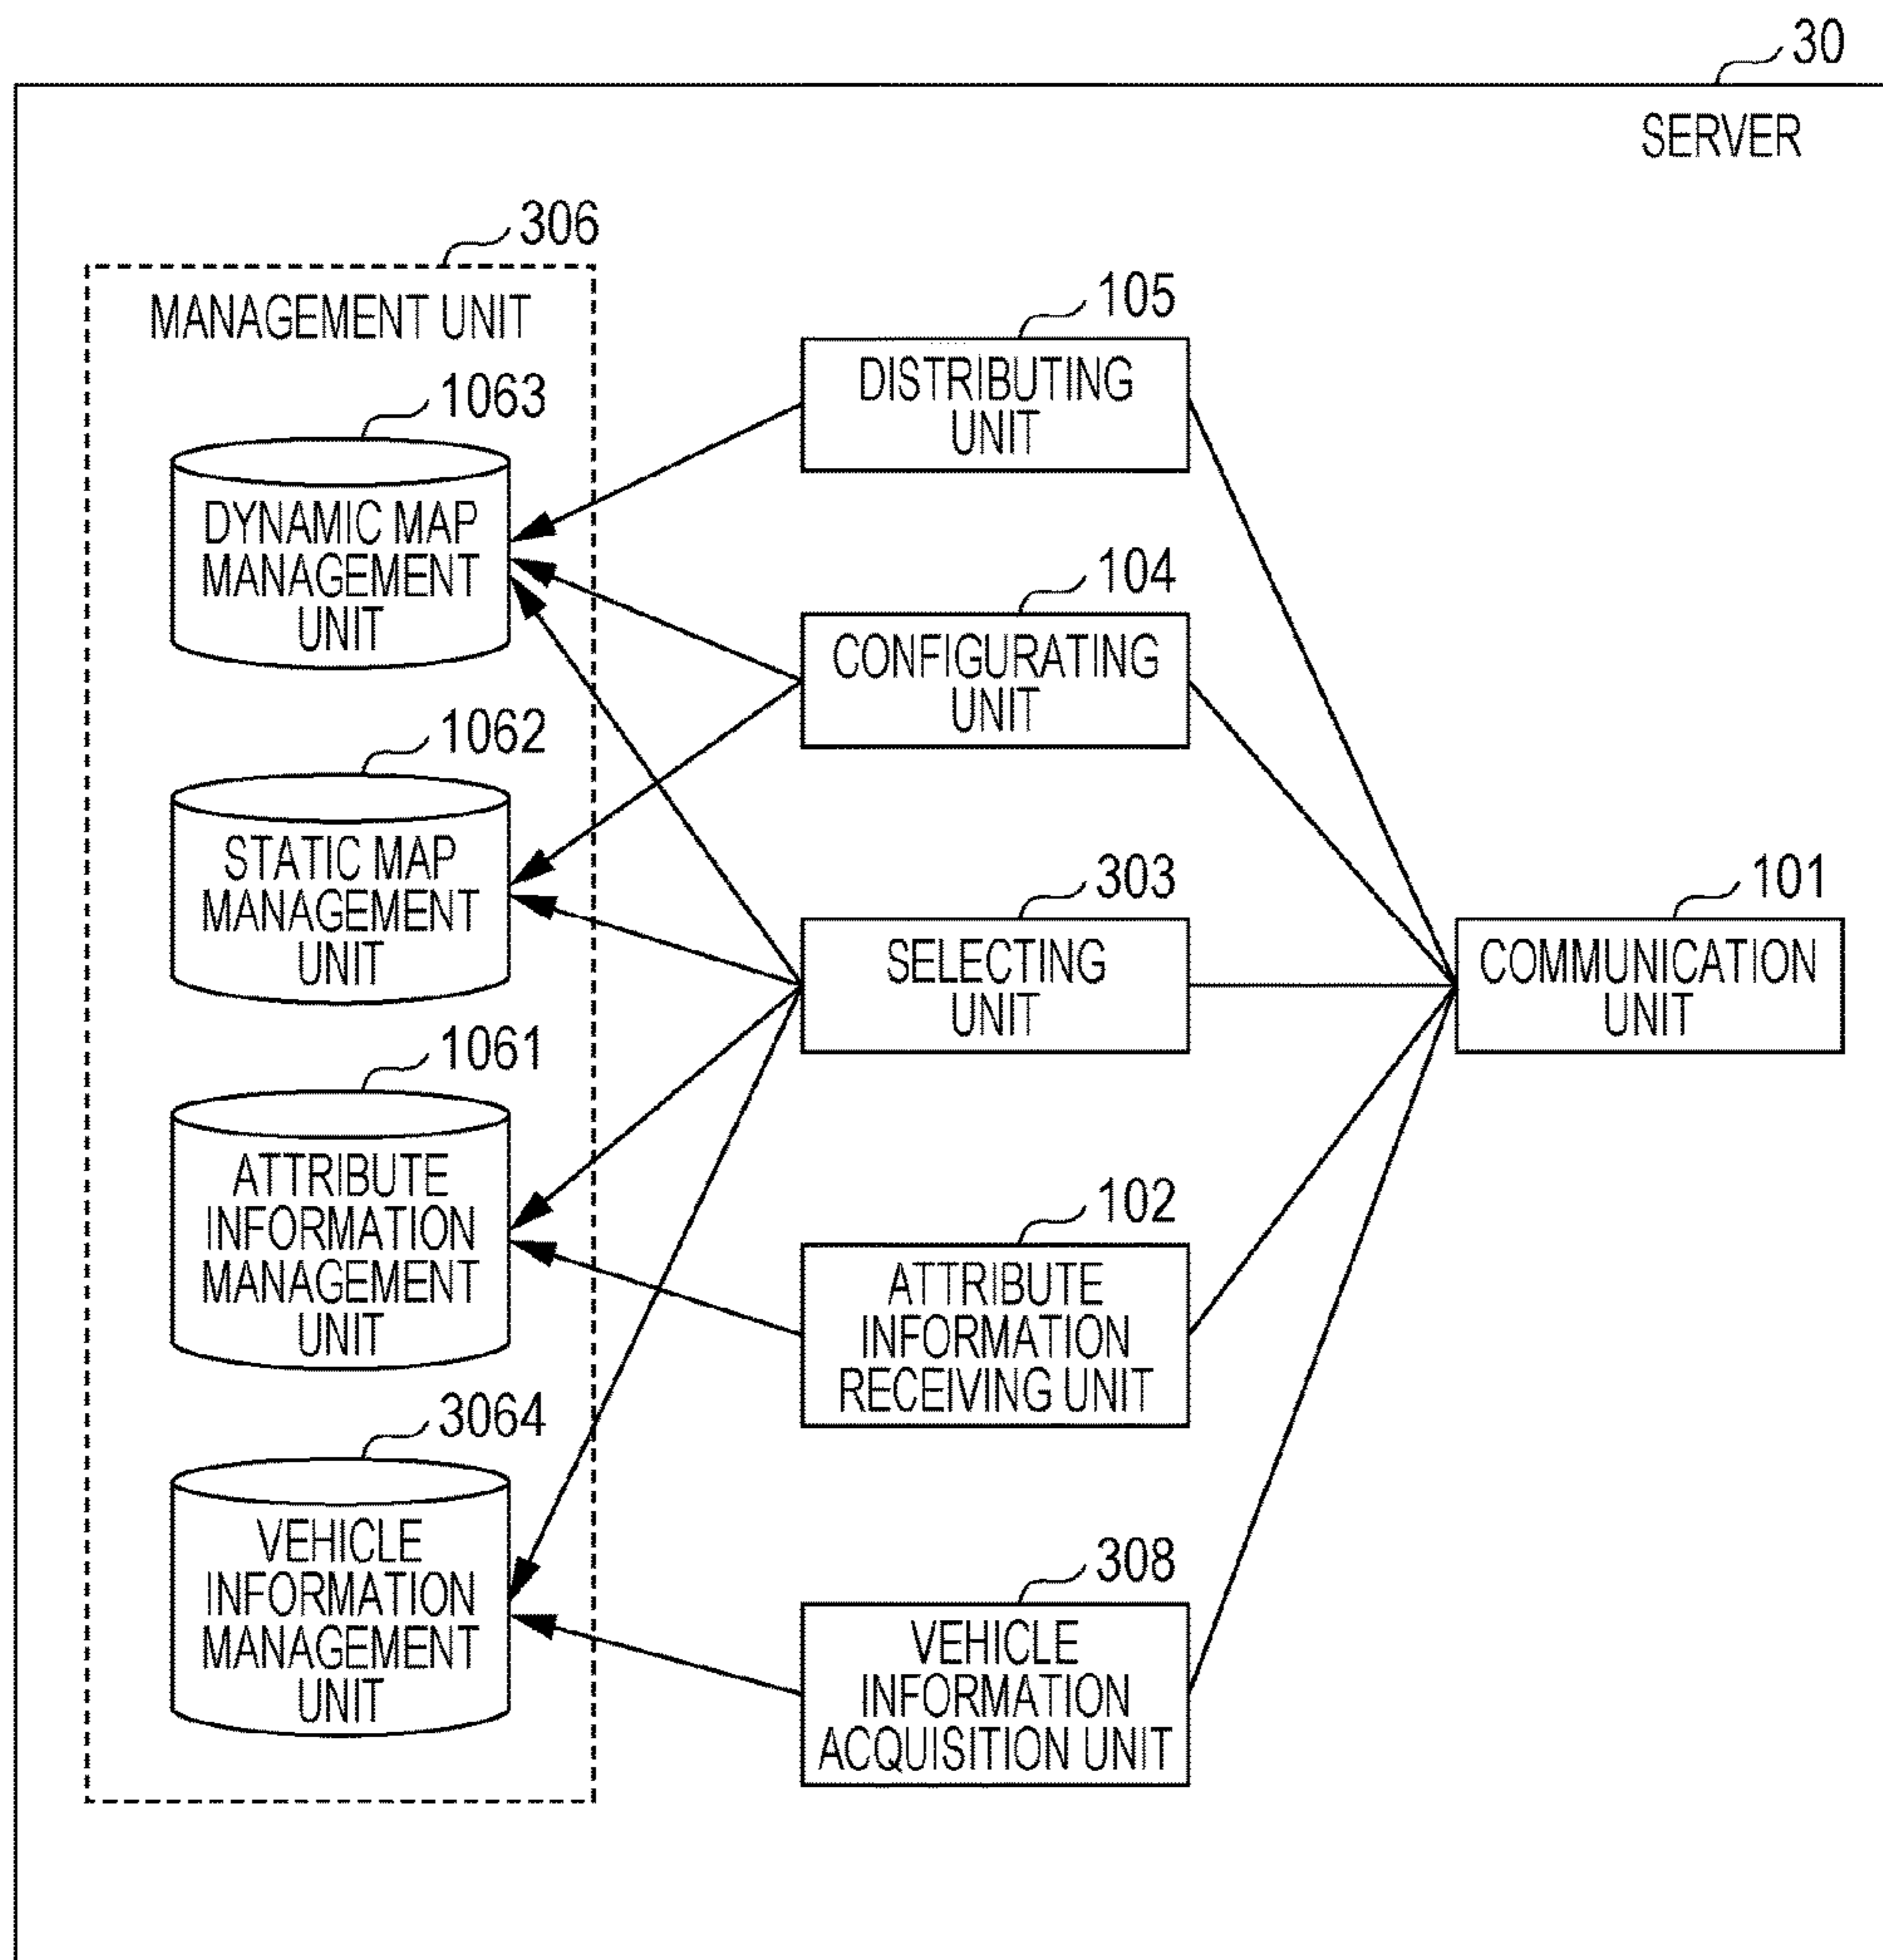 30
SERVER
306
MANAGEMENT UNIT
1063
DYNAMIC MAP
MANAGEMENT
UNIT
1062
STATIC MAP
MANAGEMENT
UNIT
1061
ATTRIBUTE
INFORMATION
MANAGEMENT
UNIT
3064
VEHICLE
INFORMATION
MANAGEMENT
UNIT
105
DISTRIBUTING
UNIT
104
CONFIGURATING
UNIT
303
SELECTING
UNIT
102
ATTRIBUTE
INFORMATION
RECEIVING UNIT
308
VEHICLE
INFORMATION
ACQUISITION UNIT
101
COMMUNICATION
UNIT